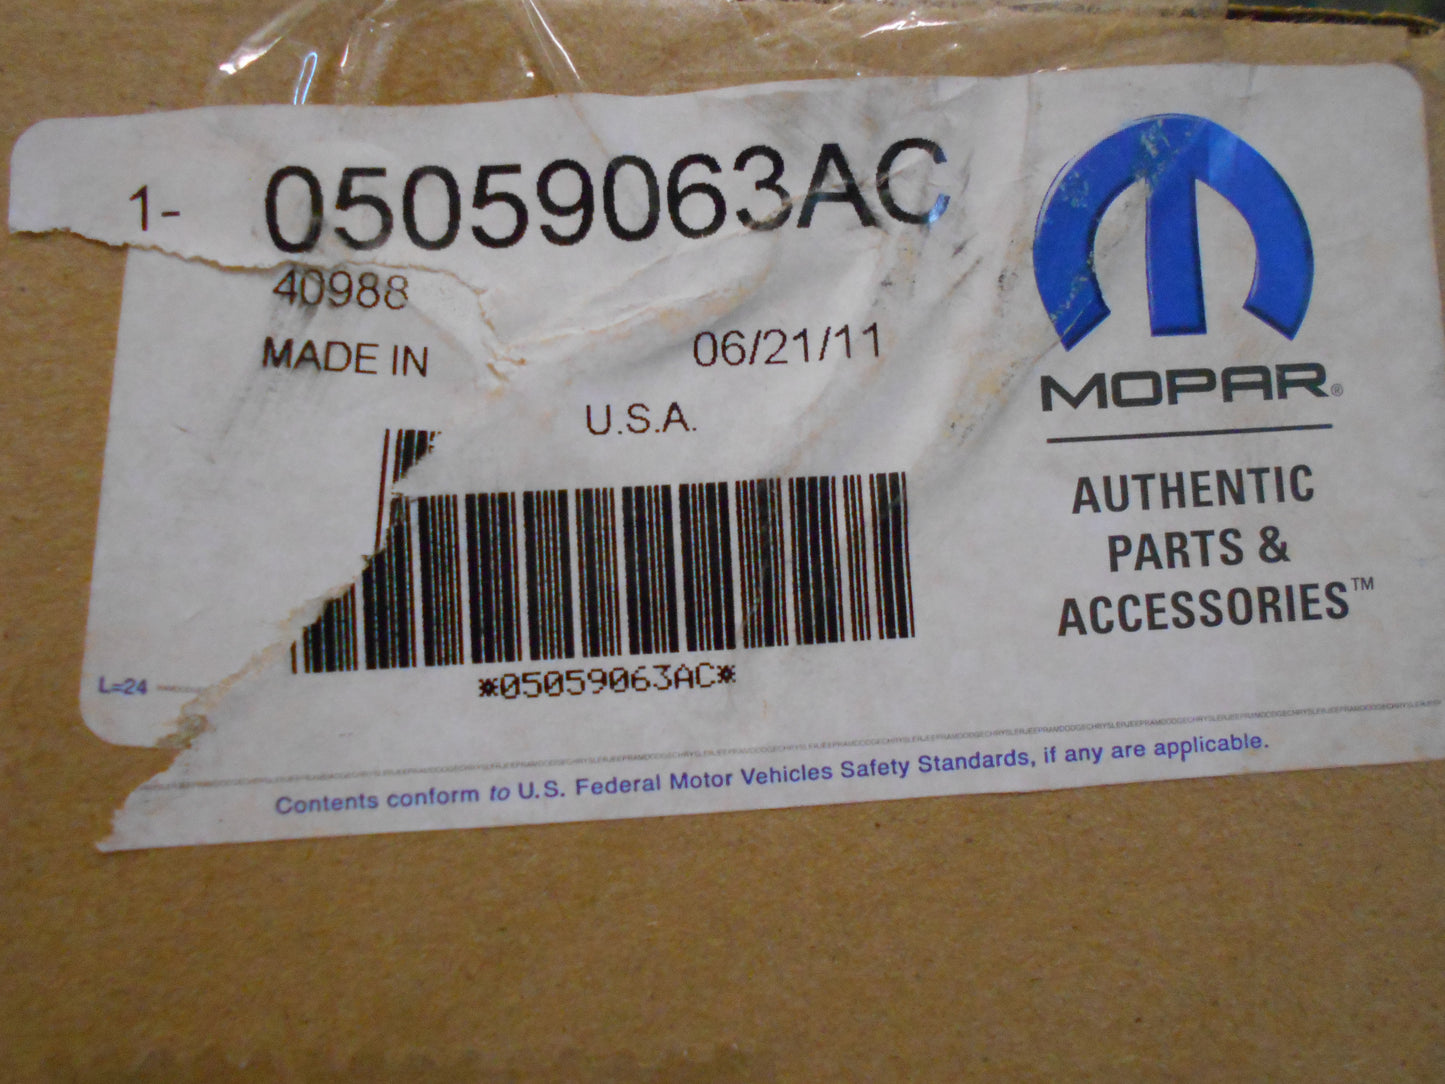 1- 05059063AC
40988
MADE IN
06/21/11
U.S.A.
*05059063AC*
L=24
MOPAR®
AUTHENTIC
PARTS &
ACCESSORIES™
Contents conform to U.S. Federal Motor Vehicles Safety Standards, if any are applicable.